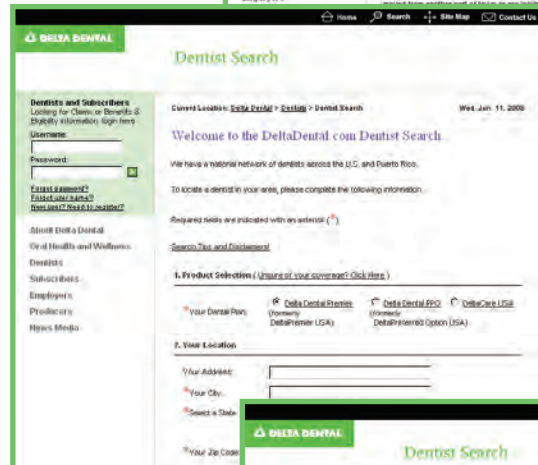 Home Search Site Map Contact Us
DELTA DENTAL
Dentist Search
Dentists and Subscribers
Looking for Claims or Benefits &
Eligibility information, login here
Username:
Password:
Forgot password?
Forgot user name?
New user? Need to register?
About Delta Dental
Oral Health and Wellness
Dentists
Subscribers
Employers
Producers
News Media
Current Location: Delta Dental > Dentists > Dentist Search
Wed. Jun. 11, 2008
Welcome to the DeltaDental.com Dentist Search
We have a national network of dentists across the U.S. and Puerto Rico.
To locate a dentist in your area, please complete the following information.
Required fields are indicated with an asterisk (*)
Search Tips and Disclaimers!
1. Product Selection ( Unsure of your coverage? Click Here )
*Your Dental Plan:
Delta Dental Premier
(formerly
DeltaPremier USA)
Delta Dental PPO
(formerly
DeltaPreferred Option USA)
DeltaCare USA
2. Your Location
Your Address:
*Your City:
*Select a State
*Your Zip Code
DELTA DENTAL
Dentist Search